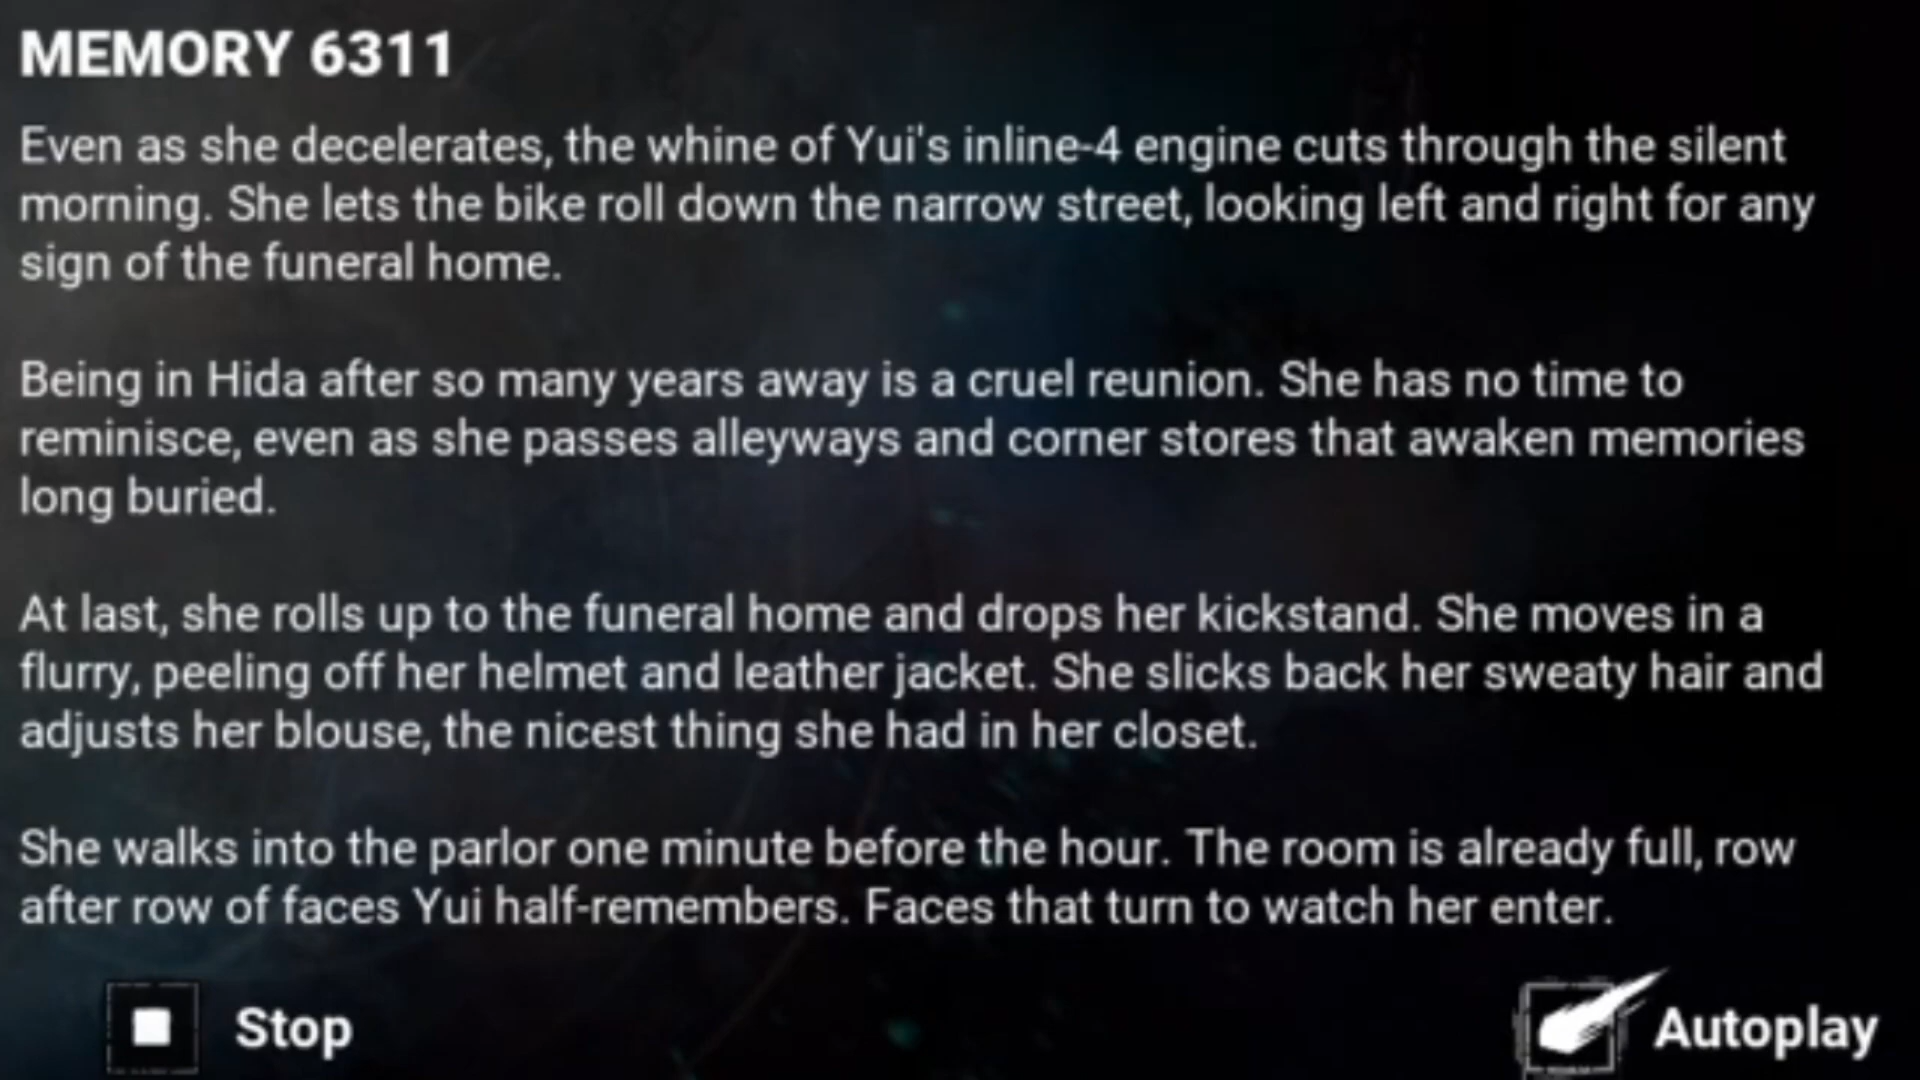 MEMORY 6311
Even as she decelerates, the whine of Yui's inline-4 engine cuts through the silent
morning. She lets the bike roll down the narrow street, looking left and right for any
sign of the funeral home.
Being in Hida after so many years away is a cruel reunion. She has no time to
reminisce, even as she passes alleyways and corner stores that awaken memories
long buried.
At last, she rolls up to the funeral home and drops her kickstand. She moves in a
flurry, peeling off her helmet and leather jacket. She slicks back her sweaty hair and
adjusts her blouse, the nicest thing she had in her closet.
She walks into the parlor one minute before the hour. The room is already full, row
after row of faces Yui half-remembers. Faces that turn to watch her enter.
Stop
Autoplay